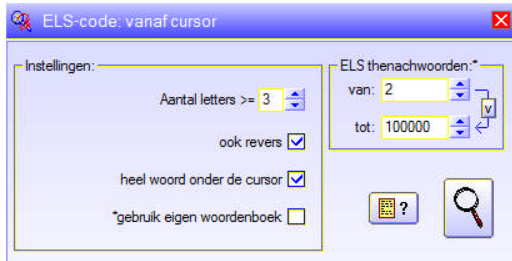 ELS-code: vanaf cursor
Instellingen:
Aantal letters >= 3
ook revers
heel woord onder de cursor
*gebruik eigen woordenboek
ELS thenachwoorden:*
van: 2
v
tot: 100000
?